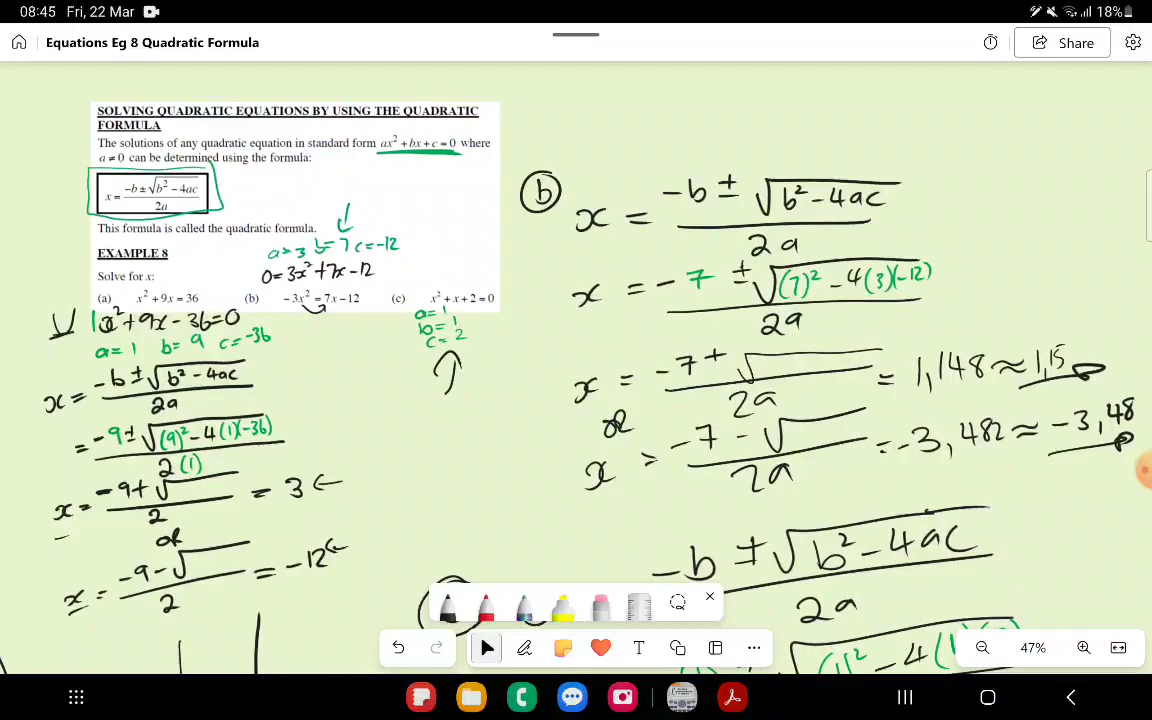 08:45 Fri, 22 Mar 18%
Equations Eg 8 Quadratic Formula
Share
SOLVING QUADRATIC EQUATIONS BY USING THE QUADRATIC
FORMULA
The solutions of any quadratic equation in standard form ax² + bx + c = 0 where
a ≠ 0 can be determined using the formula:
x = (-b ± √(b² - 4ac)) / 2a
This formula is called the quadratic formula.
a=3 b=7 c=-12
EXAMPLE 8
0=3x²+7x-12
Solve for x:
(a) x² + 9x = 36 (b) -3x² = 7x - 12 (c) x² + x + 2 = 0
1x²+9x-36=0
a=1 b=9 c=-36
a=1
b=1
c=2
x = (-b ± √(b² - 4ac)) / 2a
= (-9 ± √((9)² - 4(1)(-36))) / 2(1)
x = (-9 + √ ) / 2 = 3
or
x = (-9 - √ ) / 2 = -12
(b) x = (-b ± √(b² - 4ac)) / 2a
x = (-7 ± √((7)² - 4(3)(-12))) / 2a
x = (-7 + √ ) / 2a = 1,148 ≈ 1,15
or
x = (-7 - √ ) / 2a = -3,482 ≈ -3,48
-b ± √(b² - 4ac)
2a
(1)² - 4(1)
T
47%